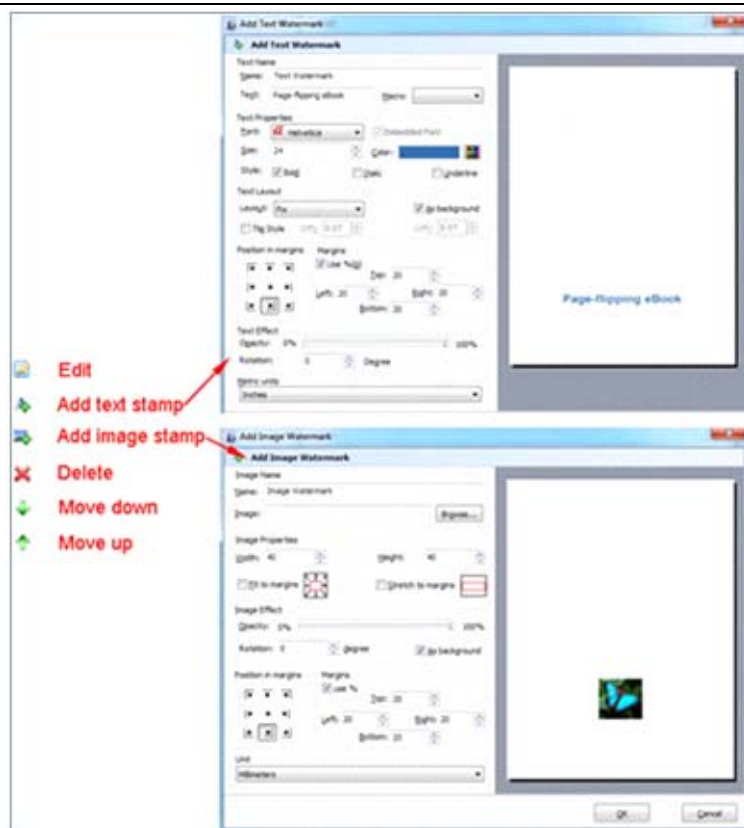 Add Text Watermark
Add Text Watermark
Text Name
Name: Text Watermark
Text: Page-flipping eBook Macro:
Text Properties
Font: Helvetica Embedded Font
Size: 24 Color:
Style: Bold Italic Underline
Text Layout
Layout: Fix As background
Tile Style
Position in margins Margins
Use %
Top: 20
Left: 20 Right: 20
Bottom: 20
Text Effect
Opacity: 0% 100%
Rotation: 0 Degree
Metric units
Inches
Page-flipping eBook
Edit
Add text stamp
Add image stamp
Delete
Move down
Move up
Add Image Watermark
Add Image Watermark
Image Name
Name: Image Watermark
Image: Browse...
Image Properties
Width: 40 Height: 40
Fit to margins Stretch to margins
Image Effect
Opacity: 0% 100%
Rotation: 0 degree As background
Position in margins Margins
Use %
Top: 20
Left: 20 Right: 20
Bottom: 20
Unit
Millimeters
OK Cancel